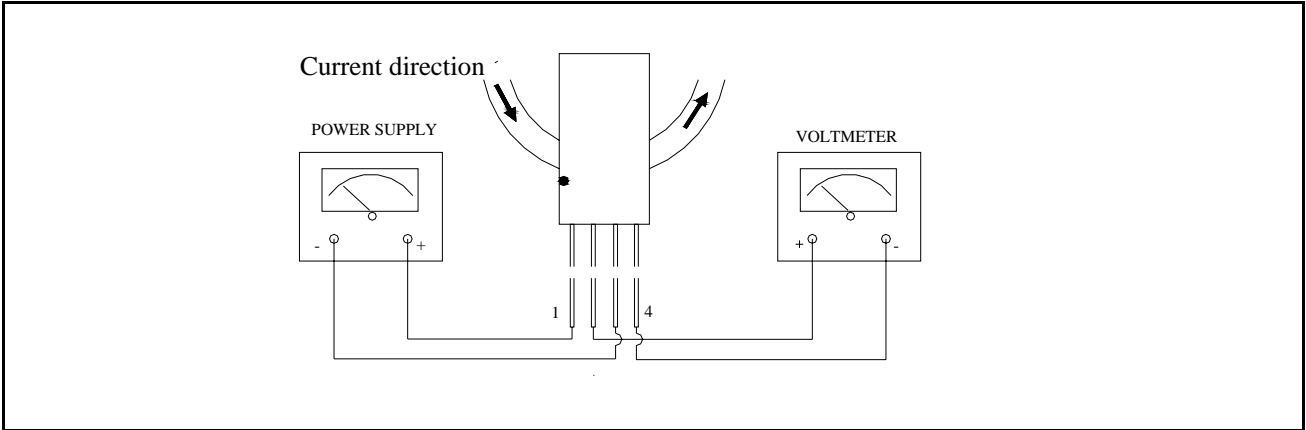 Current direction
POWER SUPPLY
VOLTMETER
- +
+ -
1 4